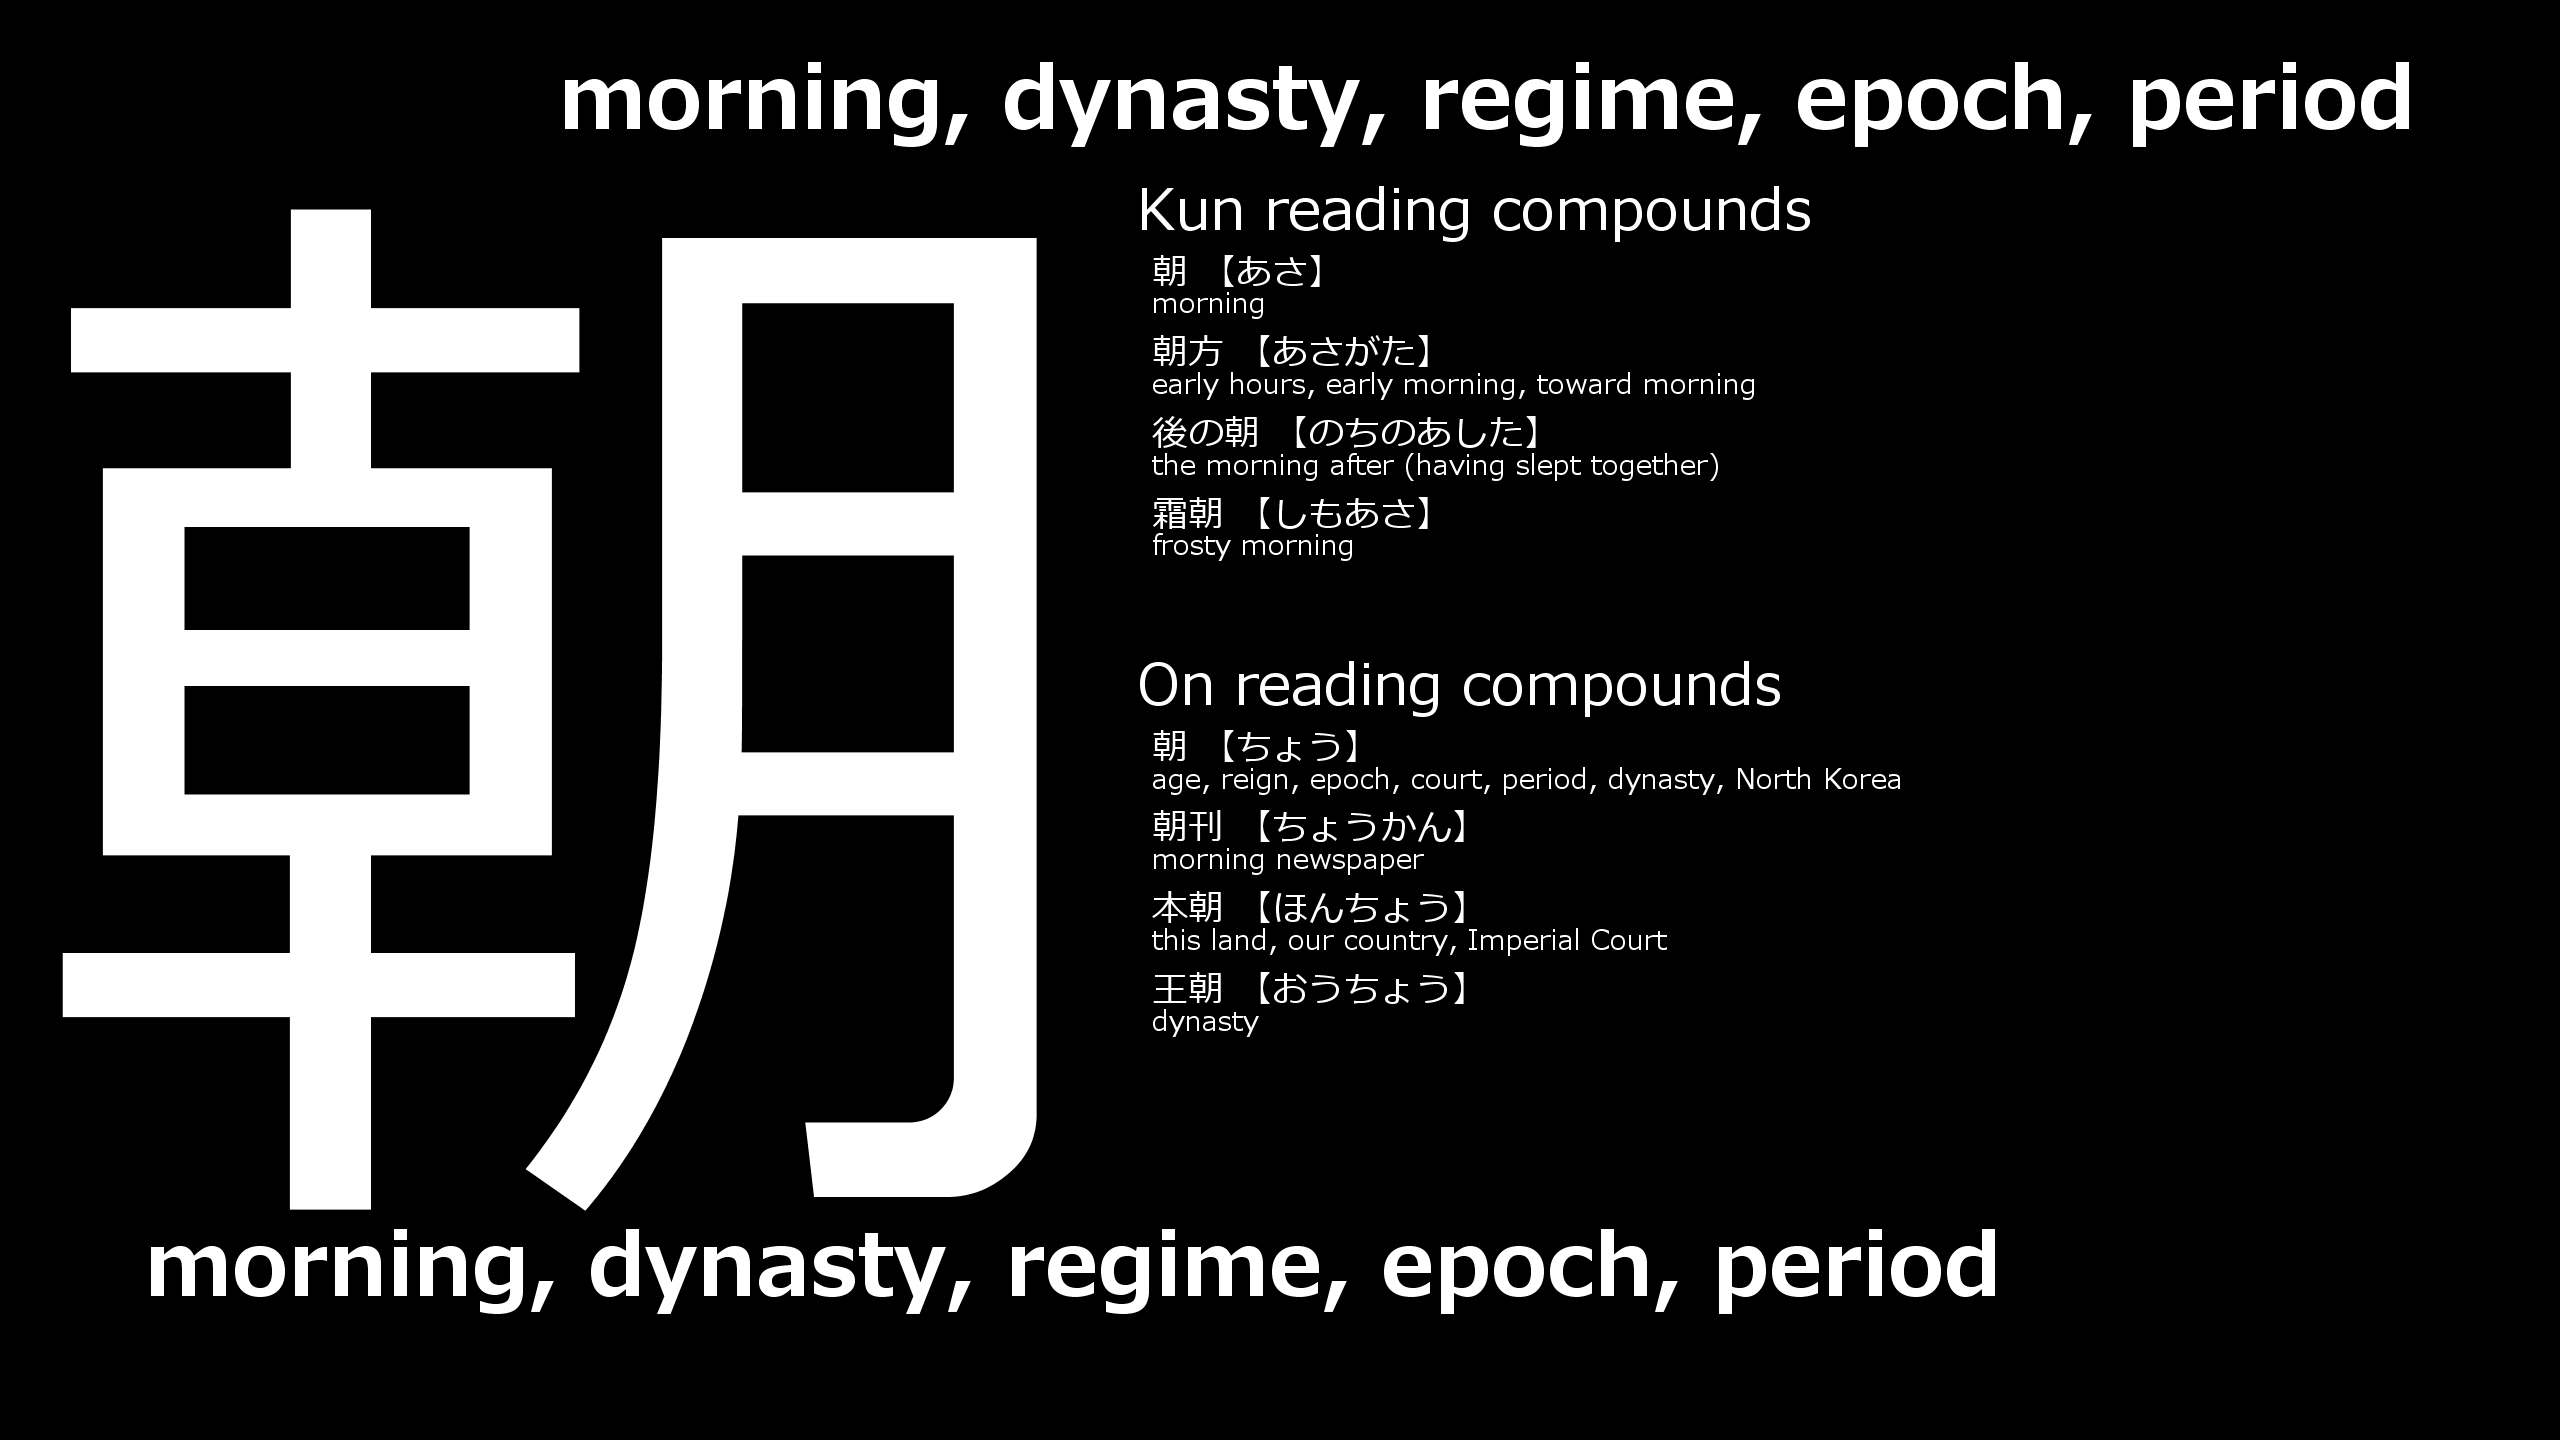 morning, dynasty, regime, epoch, period
朝
Kun reading compounds
朝 【あさ】
morning
朝方 【あさがた】
early hours, early morning, toward morning
後の朝 【のちのあした】
the morning after (having slept together)
霜朝 【しもあさ】
frosty morning
On reading compounds
朝 【ちょう】
age, reign, epoch, court, period, dynasty, North Korea
朝刊 【ちょうかん】
morning newspaper
本朝 【ほんちょう】
this land, our country, Imperial Court
王朝 【おうちょう】
dynasty
morning, dynasty, regime, epoch, period